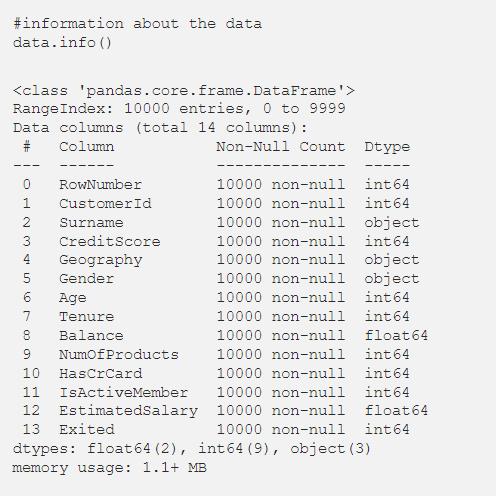 #information about the data
data.info()
<class 'pandas.core.frame.DataFrame'>
RangeIndex: 10000 entries, 0 to 9999
Data columns (total 14 columns):
 #   Column           Non-Null Count  Dtype
---  ------           --------------  -----
 0   RowNumber        10000 non-null  int64
 1   CustomerId       10000 non-null  int64
 2   Surname          10000 non-null  object
 3   CreditScore      10000 non-null  int64
 4   Geography        10000 non-null  object
 5   Gender           10000 non-null  object
 6   Age              10000 non-null  int64
 7   Tenure           10000 non-null  int64
 8   Balance          10000 non-null  float64
 9   NumOfProducts    10000 non-null  int64
 10  HasCrCard        10000 non-null  int64
 11  IsActiveMember   10000 non-null  int64
 12  EstimatedSalary  10000 non-null  float64
 13  Exited           10000 non-null  int64
dtypes: float64(2), int64(9), object(3)
memory usage: 1.1+ MB